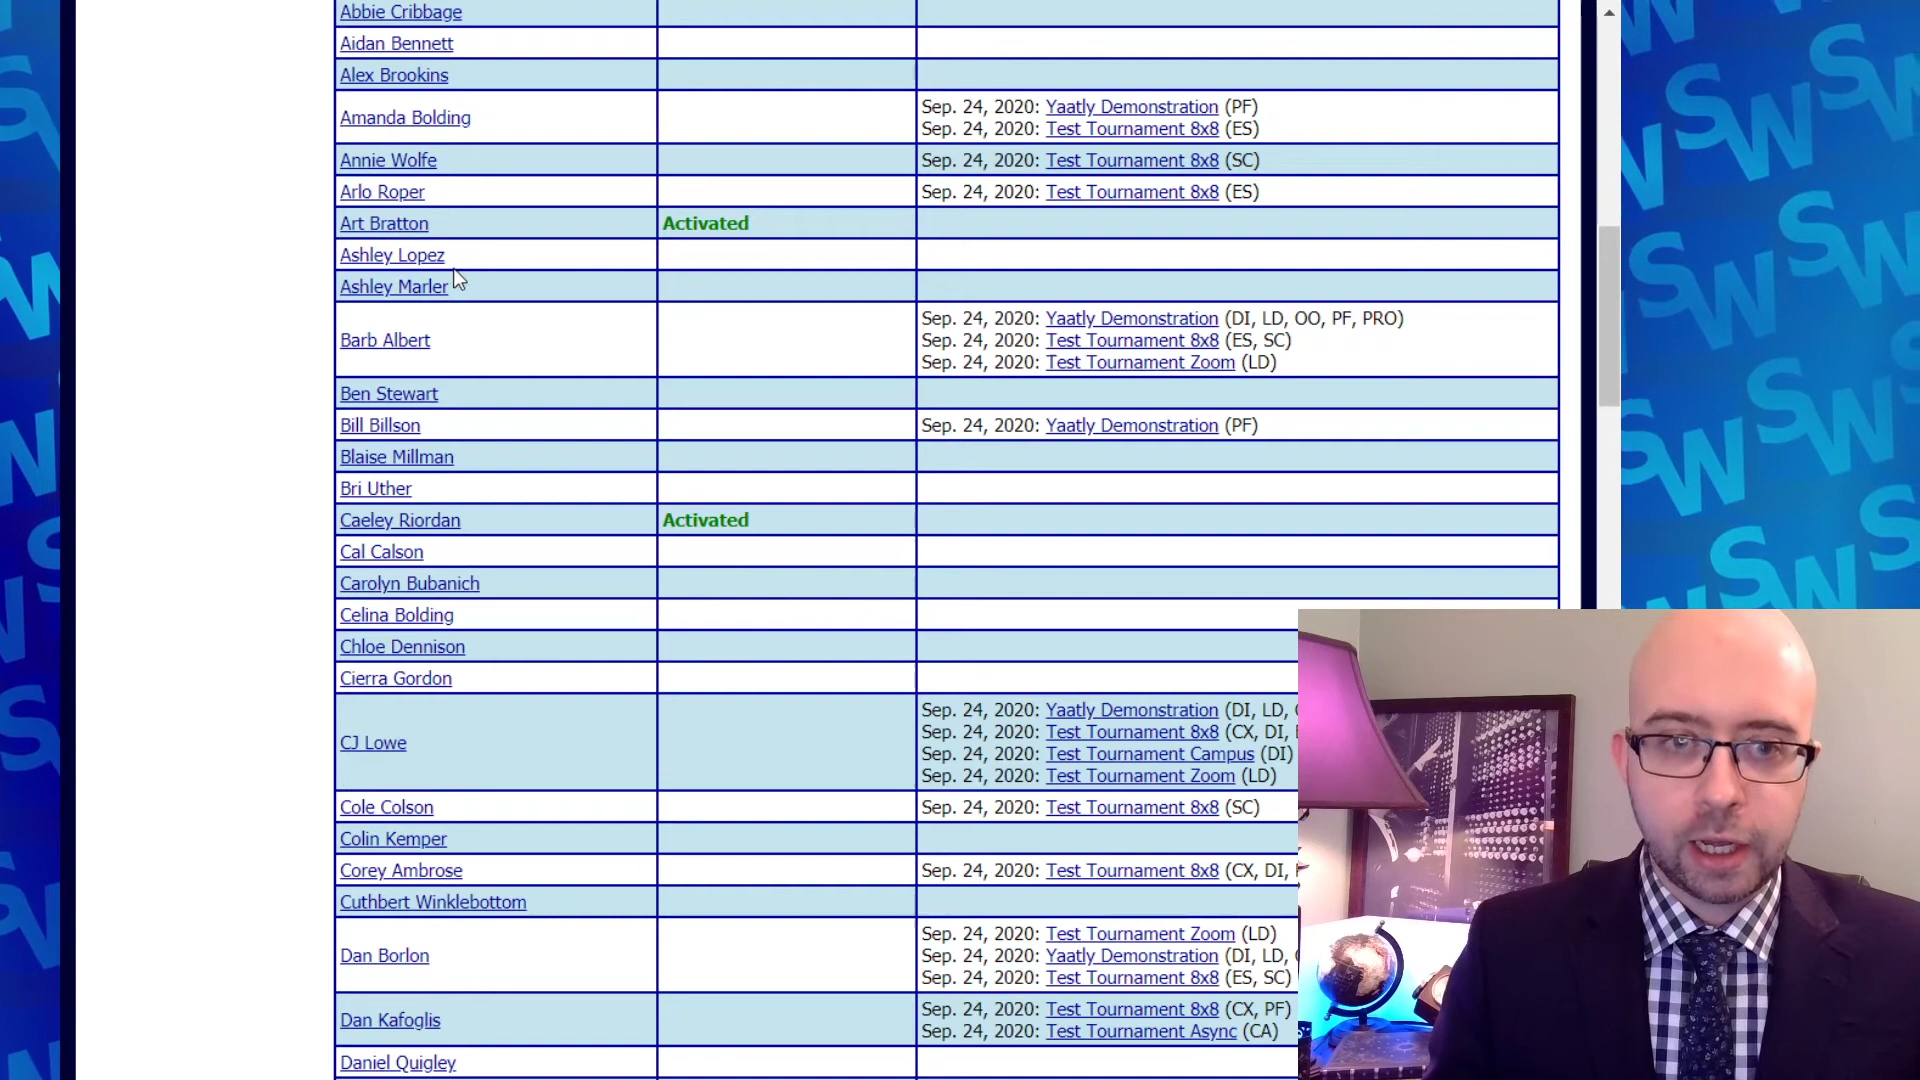 Abbie Cribbage
Aidan Bennett
Alex Brookins
Amanda Bolding
Sep. 24, 2020: Yaatly Demonstration (PF)
Sep. 24, 2020: Test Tournament 8x8 (ES)
Annie Wolfe
Sep. 24, 2020: Test Tournament 8x8 (SC)
Arlo Roper
Sep. 24, 2020: Test Tournament 8x8 (ES)
Art Bratton
Activated
Ashley Lopez
Ashley Marler
Barb Albert
Sep. 24, 2020: Yaatly Demonstration (DI, LD, OO, PF, PRO)
Sep. 24, 2020: Test Tournament 8x8 (ES, SC)
Sep. 24, 2020: Test Tournament Zoom (LD)
Ben Stewart
Bill Billson
Sep. 24, 2020: Yaatly Demonstration (PF)
Blaise Millman
Bri Uther
Caeley Riordan
Activated
Cal Calson
Carolyn Bubanich
Celina Bolding
Chloe Dennison
Cierra Gordon
CJ Lowe
Sep. 24, 2020: Yaatly Demonstration (DI, LD,
Sep. 24, 2020: Test Tournament 8x8 (CX, DI,
Sep. 24, 2020: Test Tournament Campus (DI)
Sep. 24, 2020: Test Tournament Zoom (LD)
Cole Colson
Sep. 24, 2020: Test Tournament 8x8 (SC)
Colin Kemper
Corey Ambrose
Sep. 24, 2020: Test Tournament 8x8 (CX, DI,
Cuthbert Winklebottom
Dan Borlon
Sep. 24, 2020: Test Tournament Zoom (LD)
Sep. 24, 2020: Yaatly Demonstration (DI, LD,
Sep. 24, 2020: Test Tournament 8x8 (ES, SC)
Dan Kafoglis
Sep. 24, 2020: Test Tournament 8x8 (CX, PF)
Sep. 24, 2020: Test Tournament Async (CA)
Daniel Quigley